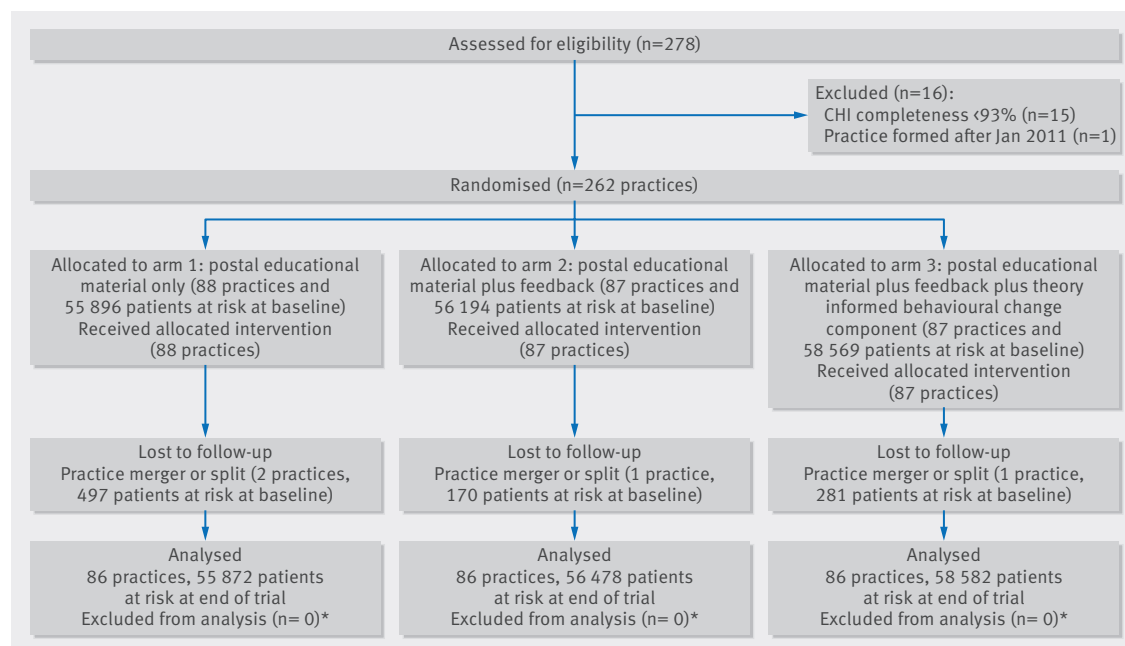 Assessed for eligibility (n=278)
Excluded (n=16):
CHI completeness <93% (n=15)
Practice formed after Jan 2011 (n=1)
Randomised (n=262 practices)
Allocated to arm 1: postal educational
material only (88 practices and
55 896 patients at risk at baseline)
Received allocated intervention
(88 practices)
Allocated to arm 2: postal educational
material plus feedback (87 practices and
56 194 patients at risk at baseline)
Received allocated intervention
(87 practices)
Allocated to arm 3: postal educational
material plus feedback plus theory
informed behavioural change
component (87 practices and
58 569 patients at risk at baseline)
Received allocated intervention
(87 practices)
Lost to follow-up
Practice merger or split (2 practices,
497 patients at risk at baseline)
Lost to follow-up
Practice merger or split (1 practice,
170 patients at risk at baseline)
Lost to follow-up
Practice merger or split (1 practice,
281 patients at risk at baseline)
Analysed
86 practices, 55 872 patients
at risk at end of trial
Excluded from analysis (n= 0)*
Analysed
86 practices, 56 478 patients
at risk at end of trial
Excluded from analysis (n= 0)*
Analysed
86 practices, 58 582 patients
at risk at end of trial
Excluded from analysis (n= 0)*